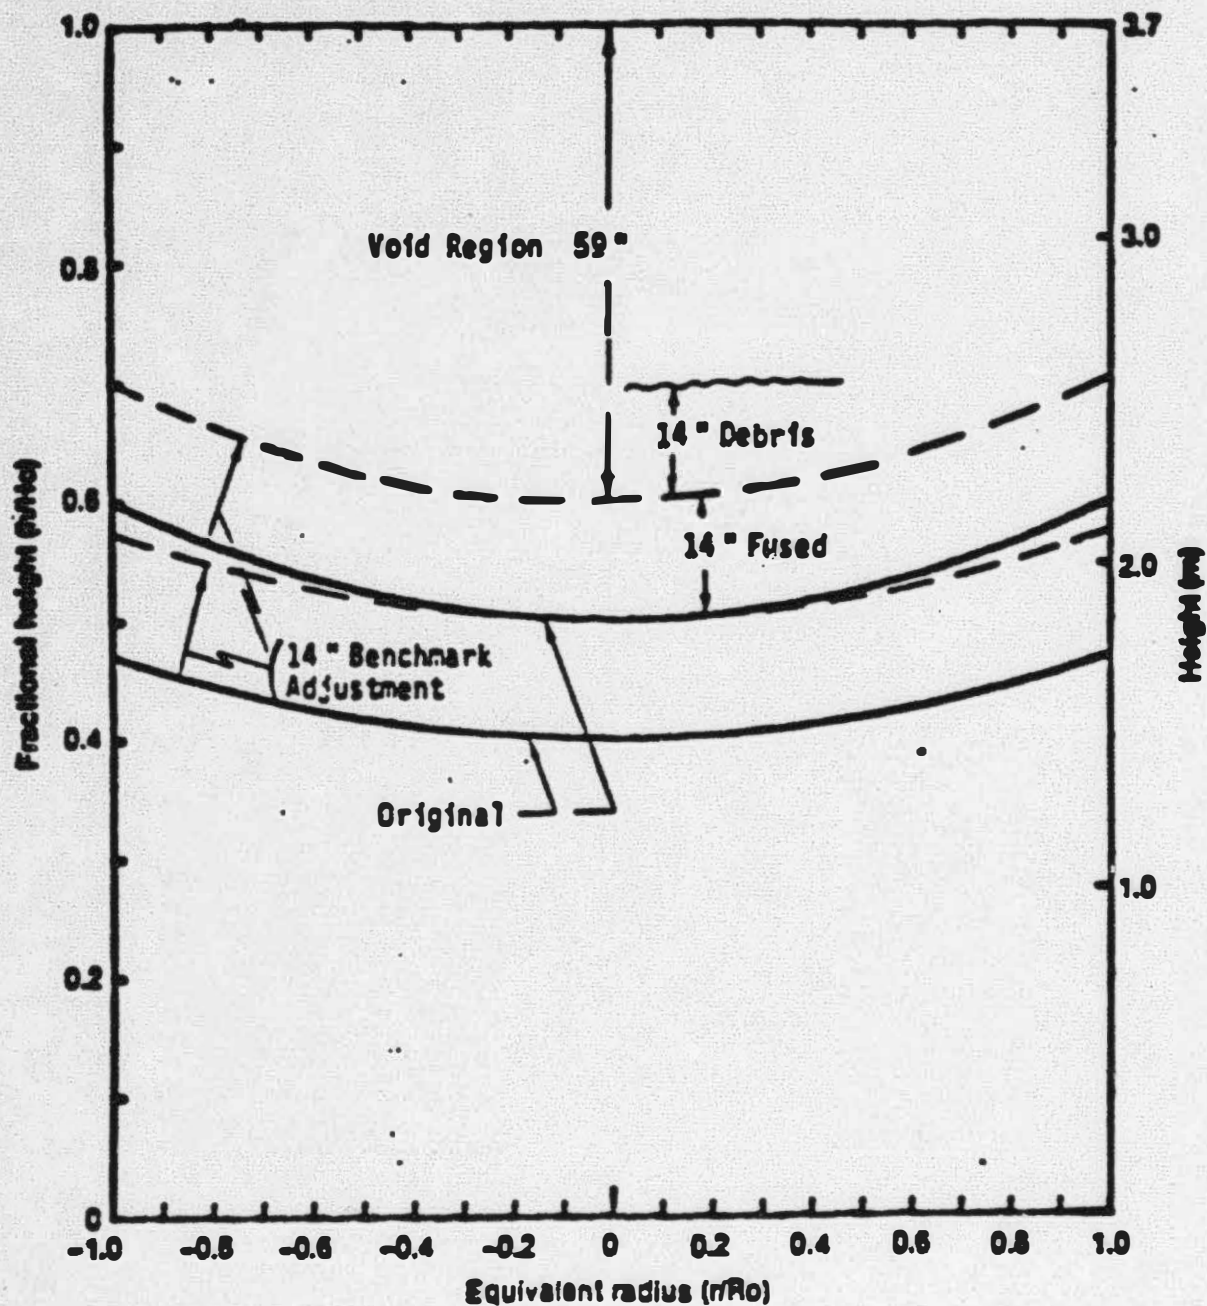 1.0
3.7
Void Region 59"
3.0
0.8
14" Debris
0.6
14" Fused
2.0
Fractional height (h/Ho)
Height (m)
14" Benchmark
Adjustment
0.4
Original
1.0
0.2
0
-1.0 -0.8 -0.6 -0.4 -0.2 0 0.2 0.4 0.6 0.8 1.0
Equivalent radius (r/Ro)